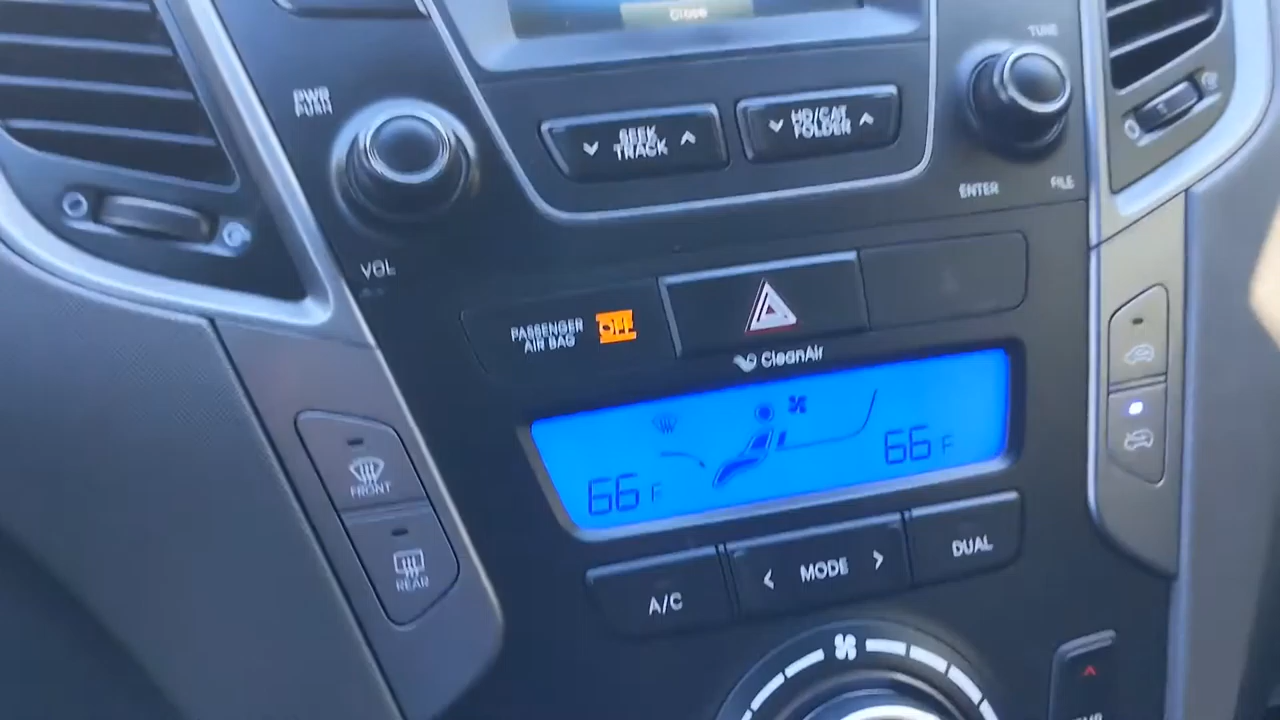 Close
TUNE
PWR
PUSH
SEEK
TRACK
HD/CAT
FOLDER
ENTER
FILE
VOL
PASSENGER
AIR BAG
OFF
CleanAir
66 F
66 F
FRONT
REAR
A/C
MODE
DUAL